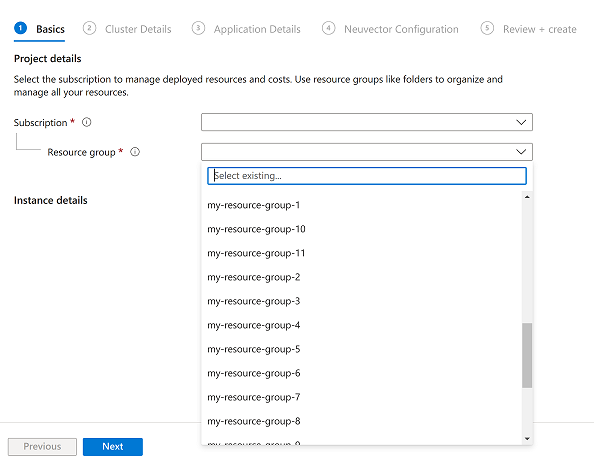 1 Basics 2 Cluster Details 3 Application Details 4 Neuvector Configuration 5 Review + create
Project details
Select the subscription to manage deployed resources and costs. Use resource groups like folders to organize and
manage all your resources.
Subscription *
Resource group *
Select existing...
Instance details
my-resource-group-1
my-resource-group-10
my-resource-group-11
my-resource-group-2
my-resource-group-3
my-resource-group-4
my-resource-group-5
my-resource-group-6
my-resource-group-7
my-resource-group-8
my-resource-group-9
Previous Next